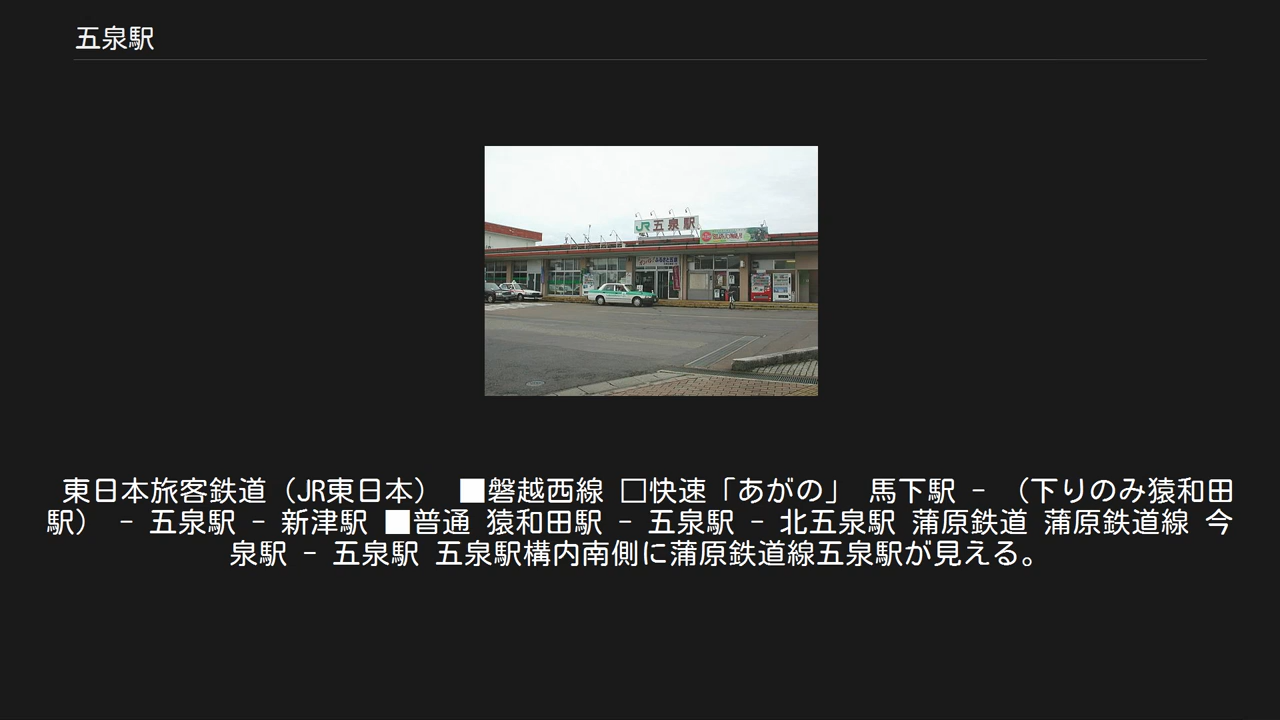 五泉駅
JR 五泉駅
東日本旅客鉄道（JR東日本） ■磐越西線 □快速「あがの」 馬下駅 - （下りのみ猿和田
駅） - 五泉駅 - 新津駅 ■普通 猿和田駅 - 五泉駅 - 北五泉駅 蒲原鉄道 蒲原鉄道線 今
泉駅 - 五泉駅 五泉駅構内南側に蒲原鉄道線五泉駅が見える。